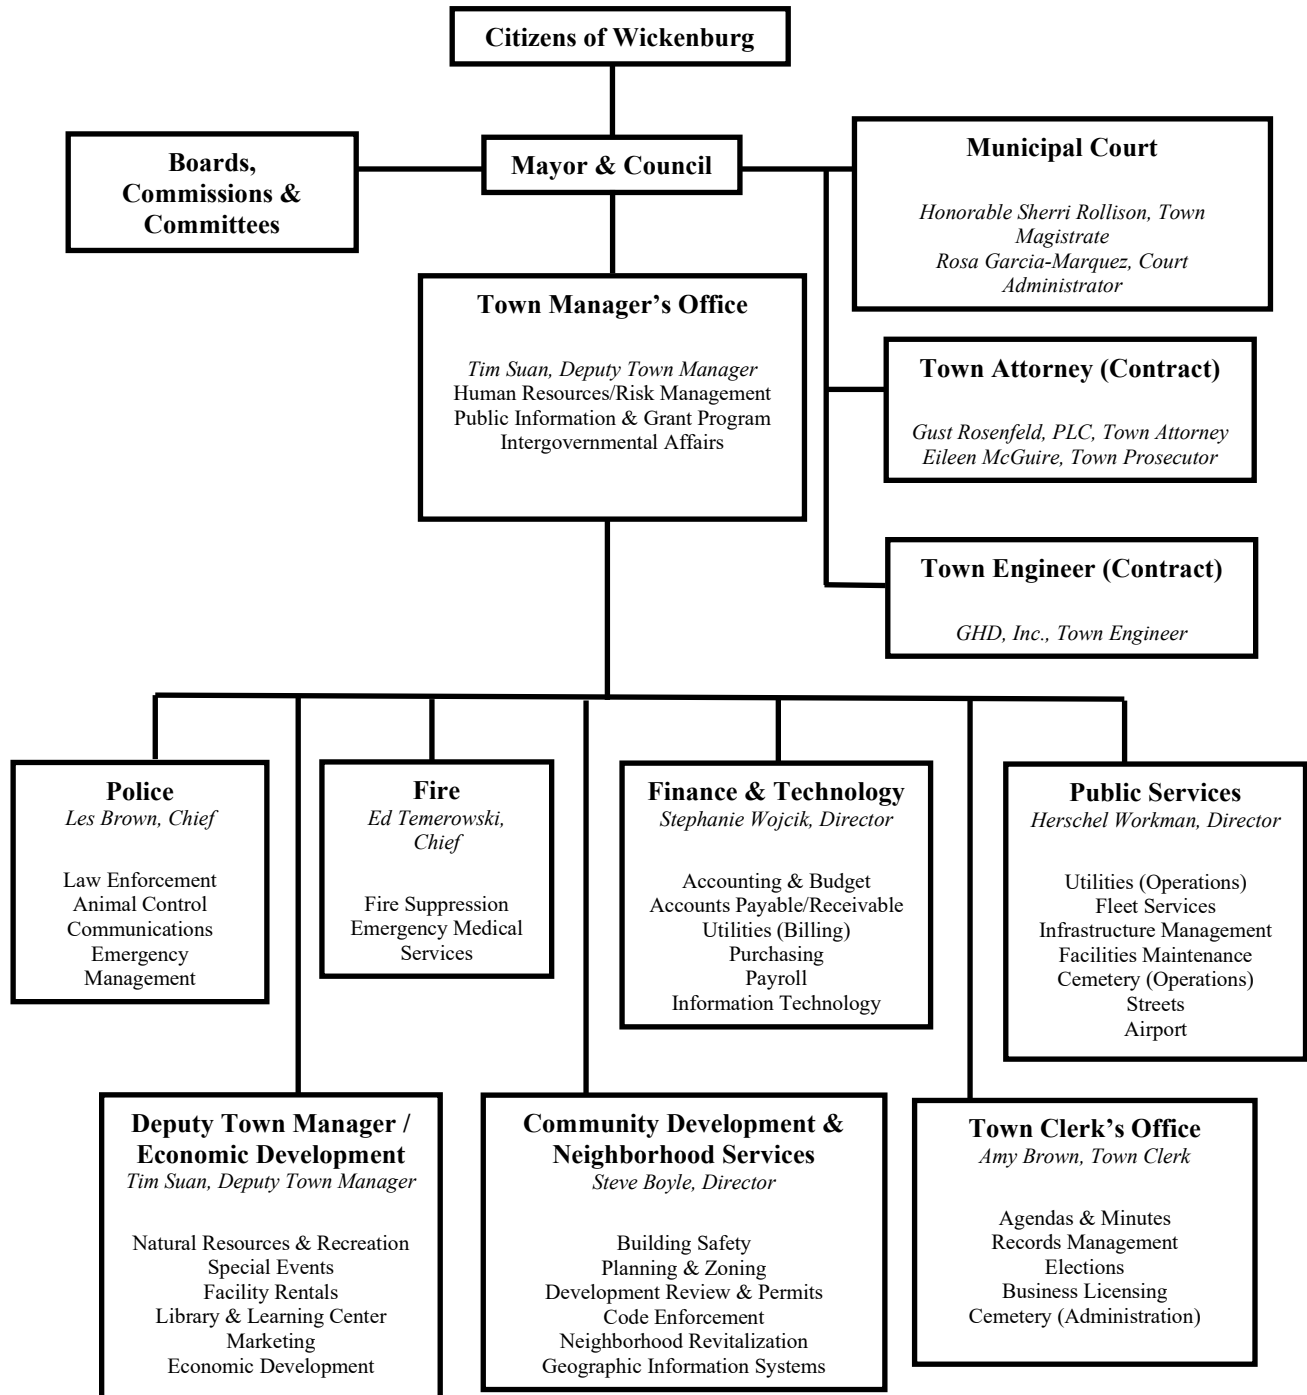 Citizens of Wickenburg
Boards,
Commissions &
Committees
Mayor & Council
Municipal Court
Honorable Sherri Rollison, Town
Magistrate
Rosa Garcia-Marquez, Court
Administrator
Town Manager’s Office
Tim Suan, Deputy Town Manager
Human Resources/Risk Management
Public Information & Grant Program
Intergovernmental Affairs
Town Attorney (Contract)
Gust Rosenfeld, PLC, Town Attorney
Eileen McGuire, Town Prosecutor
Town Engineer (Contract)
GHD, Inc., Town Engineer
Police
Les Brown, Chief
Law Enforcement
Animal Control
Communications
Emergency
Management
Fire
Ed Temerowski,
Chief
Fire Suppression
Emergency Medical
Services
Finance & Technology
Stephanie Wojcik, Director
Accounting & Budget
Accounts Payable/Receivable
Utilities (Billing)
Purchasing
Payroll
Information Technology
Public Services
Herschel Workman, Director
Utilities (Operations)
Fleet Services
Infrastructure Management
Facilities Maintenance
Cemetery (Operations)
Streets
Airport
Deputy Town Manager /
Economic Development
Tim Suan, Deputy Town Manager
Natural Resources & Recreation
Special Events
Facility Rentals
Library & Learning Center
Marketing
Economic Development
Community Development &
Neighborhood Services
Steve Boyle, Director
Building Safety
Planning & Zoning
Development Review & Permits
Code Enforcement
Neighborhood Revitalization
Geographic Information Systems
Town Clerk’s Office
Amy Brown, Town Clerk
Agendas & Minutes
Records Management
Elections
Business Licensing
Cemetery (Administration)